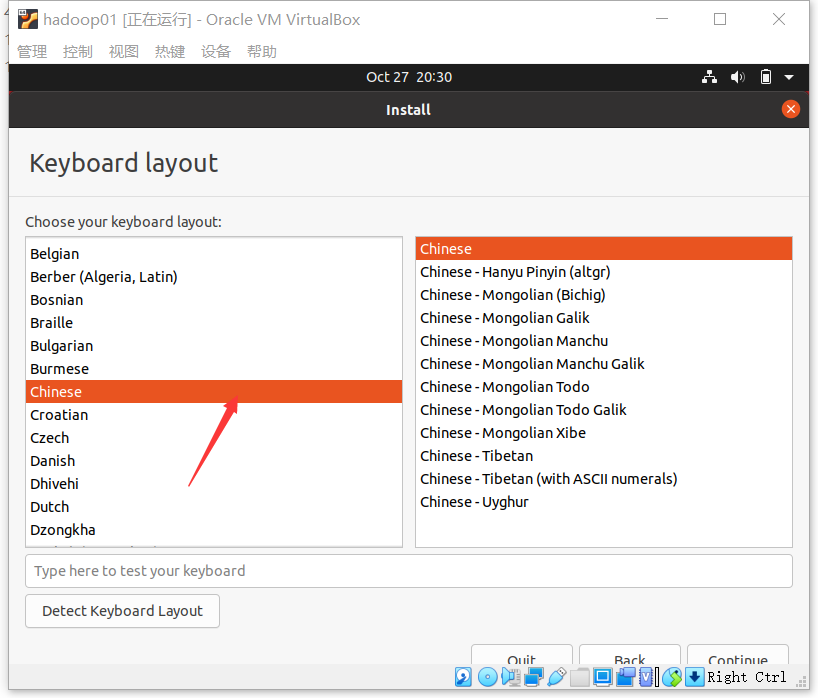 hadoop01 [正在运行] - Oracle VM VirtualBox
管理 控制 视图 热键 设备 帮助
Oct 27 20:30
Install
Keyboard layout
Choose your keyboard layout:
Belgian
Berber (Algeria, Latin)
Bosnian
Braille
Bulgarian
Burmese
Chinese
Croatian
Czech
Danish
Dhivehi
Dutch
Dzongkha
Chinese
Chinese - Hanyu Pinyin (altgr)
Chinese - Mongolian (Bichig)
Chinese - Mongolian Galik
Chinese - Mongolian Manchu
Chinese - Mongolian Manchu Galik
Chinese - Mongolian Todo
Chinese - Mongolian Todo Galik
Chinese - Mongolian Xibe
Chinese - Tibetan
Chinese - Tibetan (with ASCII numerals)
Chinese - Uyghur
Type here to test your keyboard
Detect Keyboard Layout
Quit Back Continue
Right Ctrl